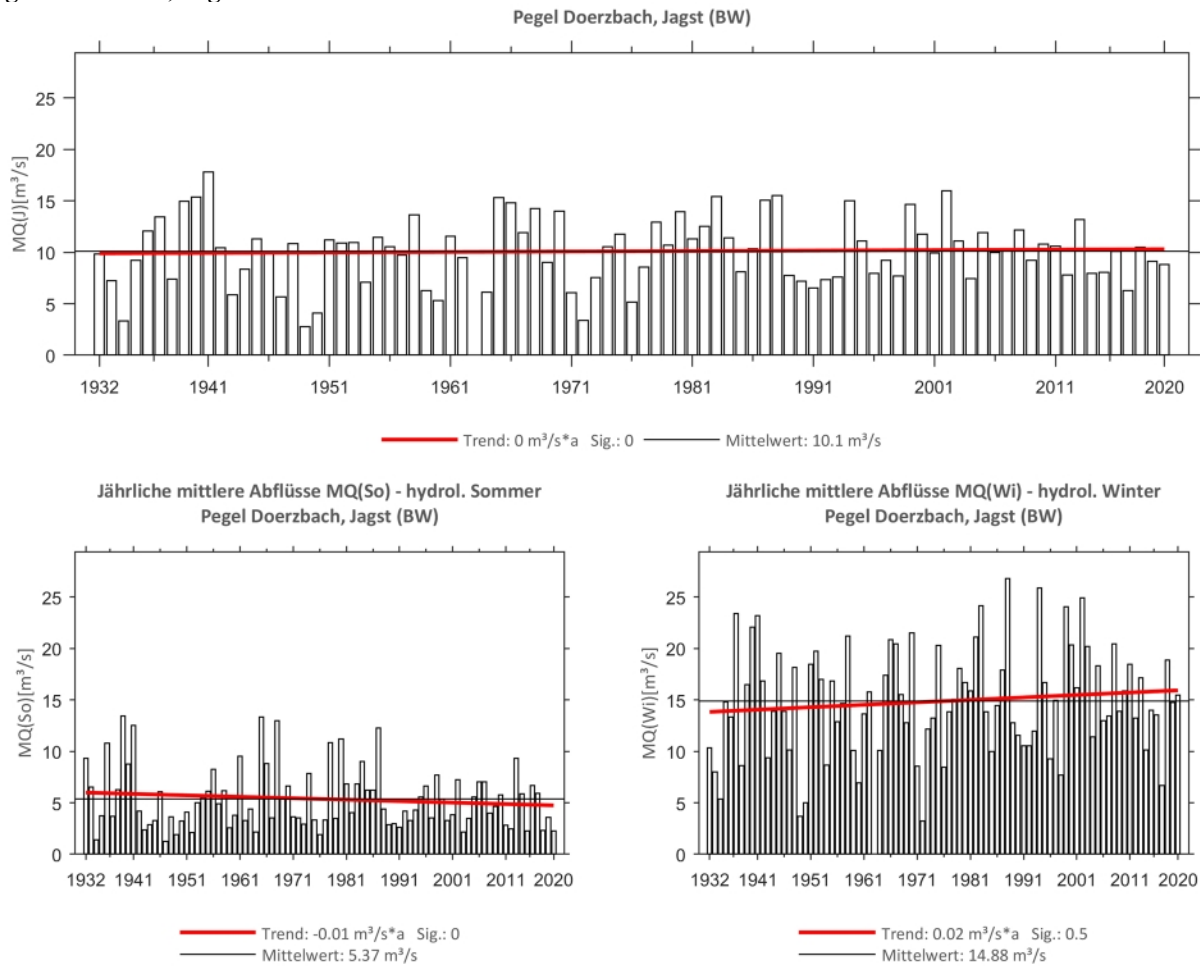 Pegel Doerzbach, Jagst (BW)
MQ(J)[m³/s]
25
20
15
10
5
0
1932 1941 1951 1961 1971 1981 1991 2001 2011 2020
Trend: 0 m³/s*a Sig.: 0 Mittelwert: 10.1 m³/s
Jährliche mittlere Abflüsse MQ(So) - hydrol. Sommer
Pegel Doerzbach, Jagst (BW)
MQ(So)[m³/s]
25
20
15
10
5
0
1932 1941 1951 1961 1971 1981 1991 2001 2011 2020
Trend: -0.01 m³/s*a Sig.: 0
Mittelwert: 5.37 m³/s
Jährliche mittlere Abflüsse MQ(Wi) - hydrol. Winter
Pegel Doerzbach, Jagst (BW)
MQ(Wi)[m³/s]
25
20
15
10
5
0
1932 1941 1951 1961 1971 1981 1991 2001 2011 2020
Trend: 0.02 m³/s*a Sig.: 0.5
Mittelwert: 14.88 m³/s